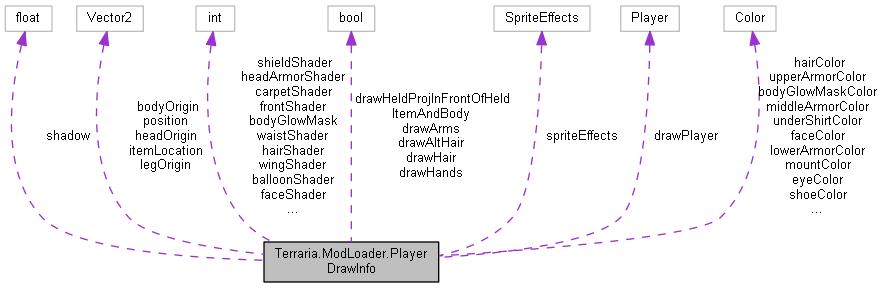 float
Vector2
int
bool
SpriteEffects
Player
Color
shadow
bodyOrigin
position
headOrigin
itemLocation
legOrigin
shieldShader
headArmorShader
carpetShader
frontShader
bodyGlowMask
waistShader
hairShader
wingShader
balloonShader
faceShader
...
drawHeldProjInFrontOfHeld
ItemAndBody
drawArms
drawAltHair
drawHair
drawHands
spriteEffects
drawPlayer
hairColor
upperArmorColor
bodyGlowMaskColor
middleArmorColor
underShirtColor
faceColor
lowerArmorColor
mountColor
eyeColor
shoeColor
...
Terraria.ModLoader.Player
DrawInfo